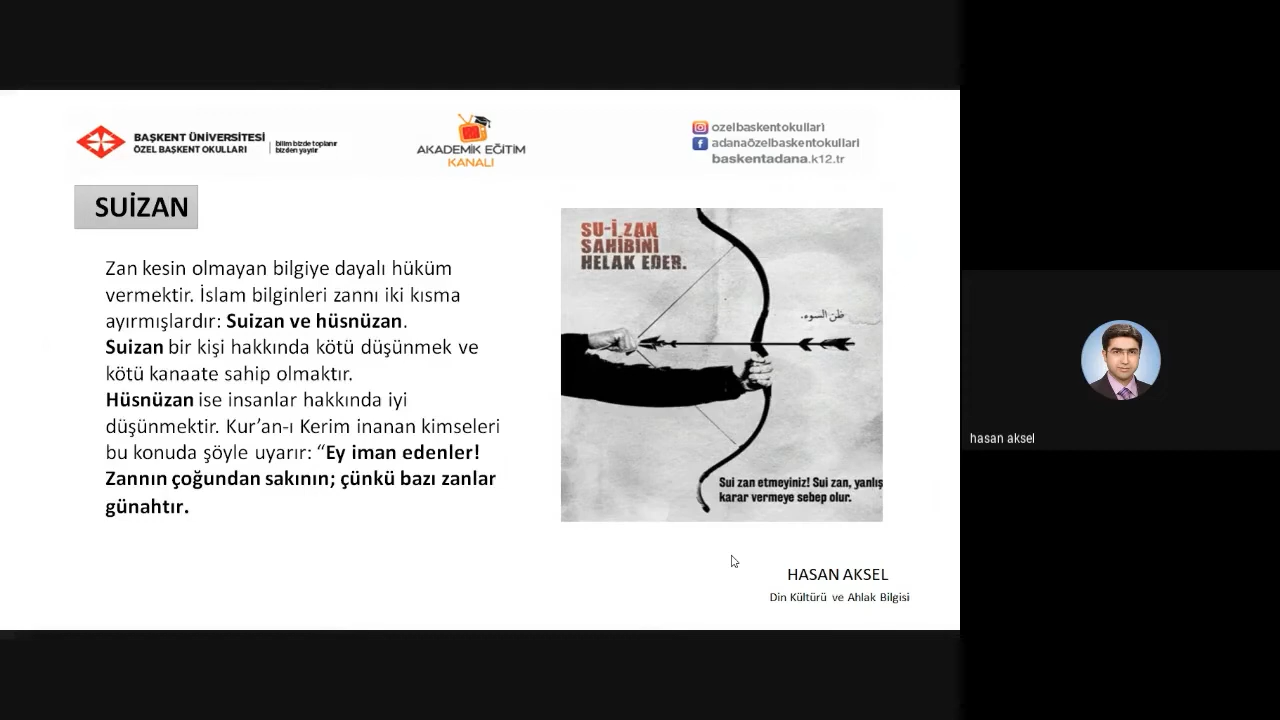 BAŞKENT ÜNİVERSİTESİ
ÖZEL BAŞKENT OKULLARI
bilim bizde toplanır
bizden yayılır
AKADEMİK EĞİTİM
KANALI
ozelbaskentokullari
adanaözelbaskentokullari
baskentadana.k12.tr
SUİZAN
Zan kesin olmayan bilgiye dayalı hüküm
vermektir. İslam bilginleri zannı iki kısma
ayırmışlardır: Suizan ve hüsnüzan.
Suizan bir kişi hakkında kötü düşünmek ve
kötü kanaate sahip olmaktır.
Hüsnüzan ise insanlar hakkında iyi
düşünmektir. Kur’an-ı Kerim inanan kimseleri
bu konuda şöyle uyarır: “Ey iman edenler!
Zannın çoğundan sakının; çünkü bazı zanlar
günahtır.
SU-İ ZAN
SAHİBİNİ
HELAK EDER.
ظن السوء.
Sui zan etmeyiniz! Sui zan, yanlış
karar vermeye sebep olur.
HASAN AKSEL
Din Kültürü ve Ahlak Bilgisi
hasan aksel